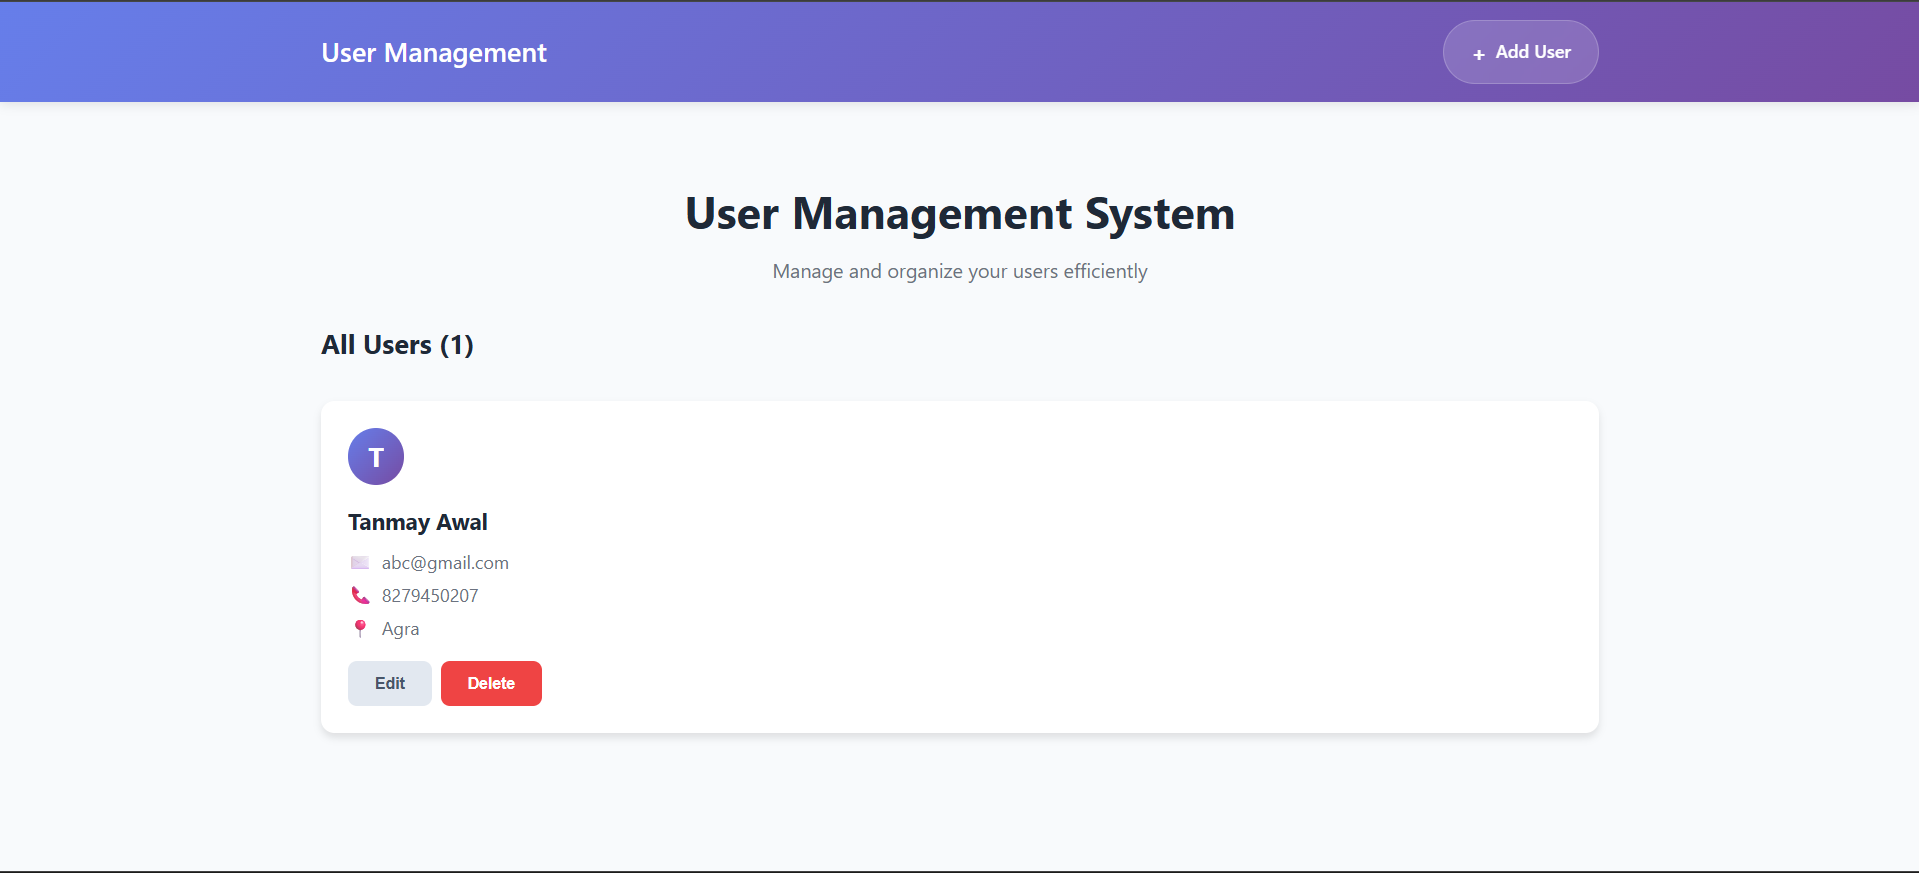 User Management
+ Add User
User Management System
Manage and organize your users efficiently
All Users (1)
T
Tanmay Awal
abc@gmail.com
8279450207
Agra
Edit
Delete